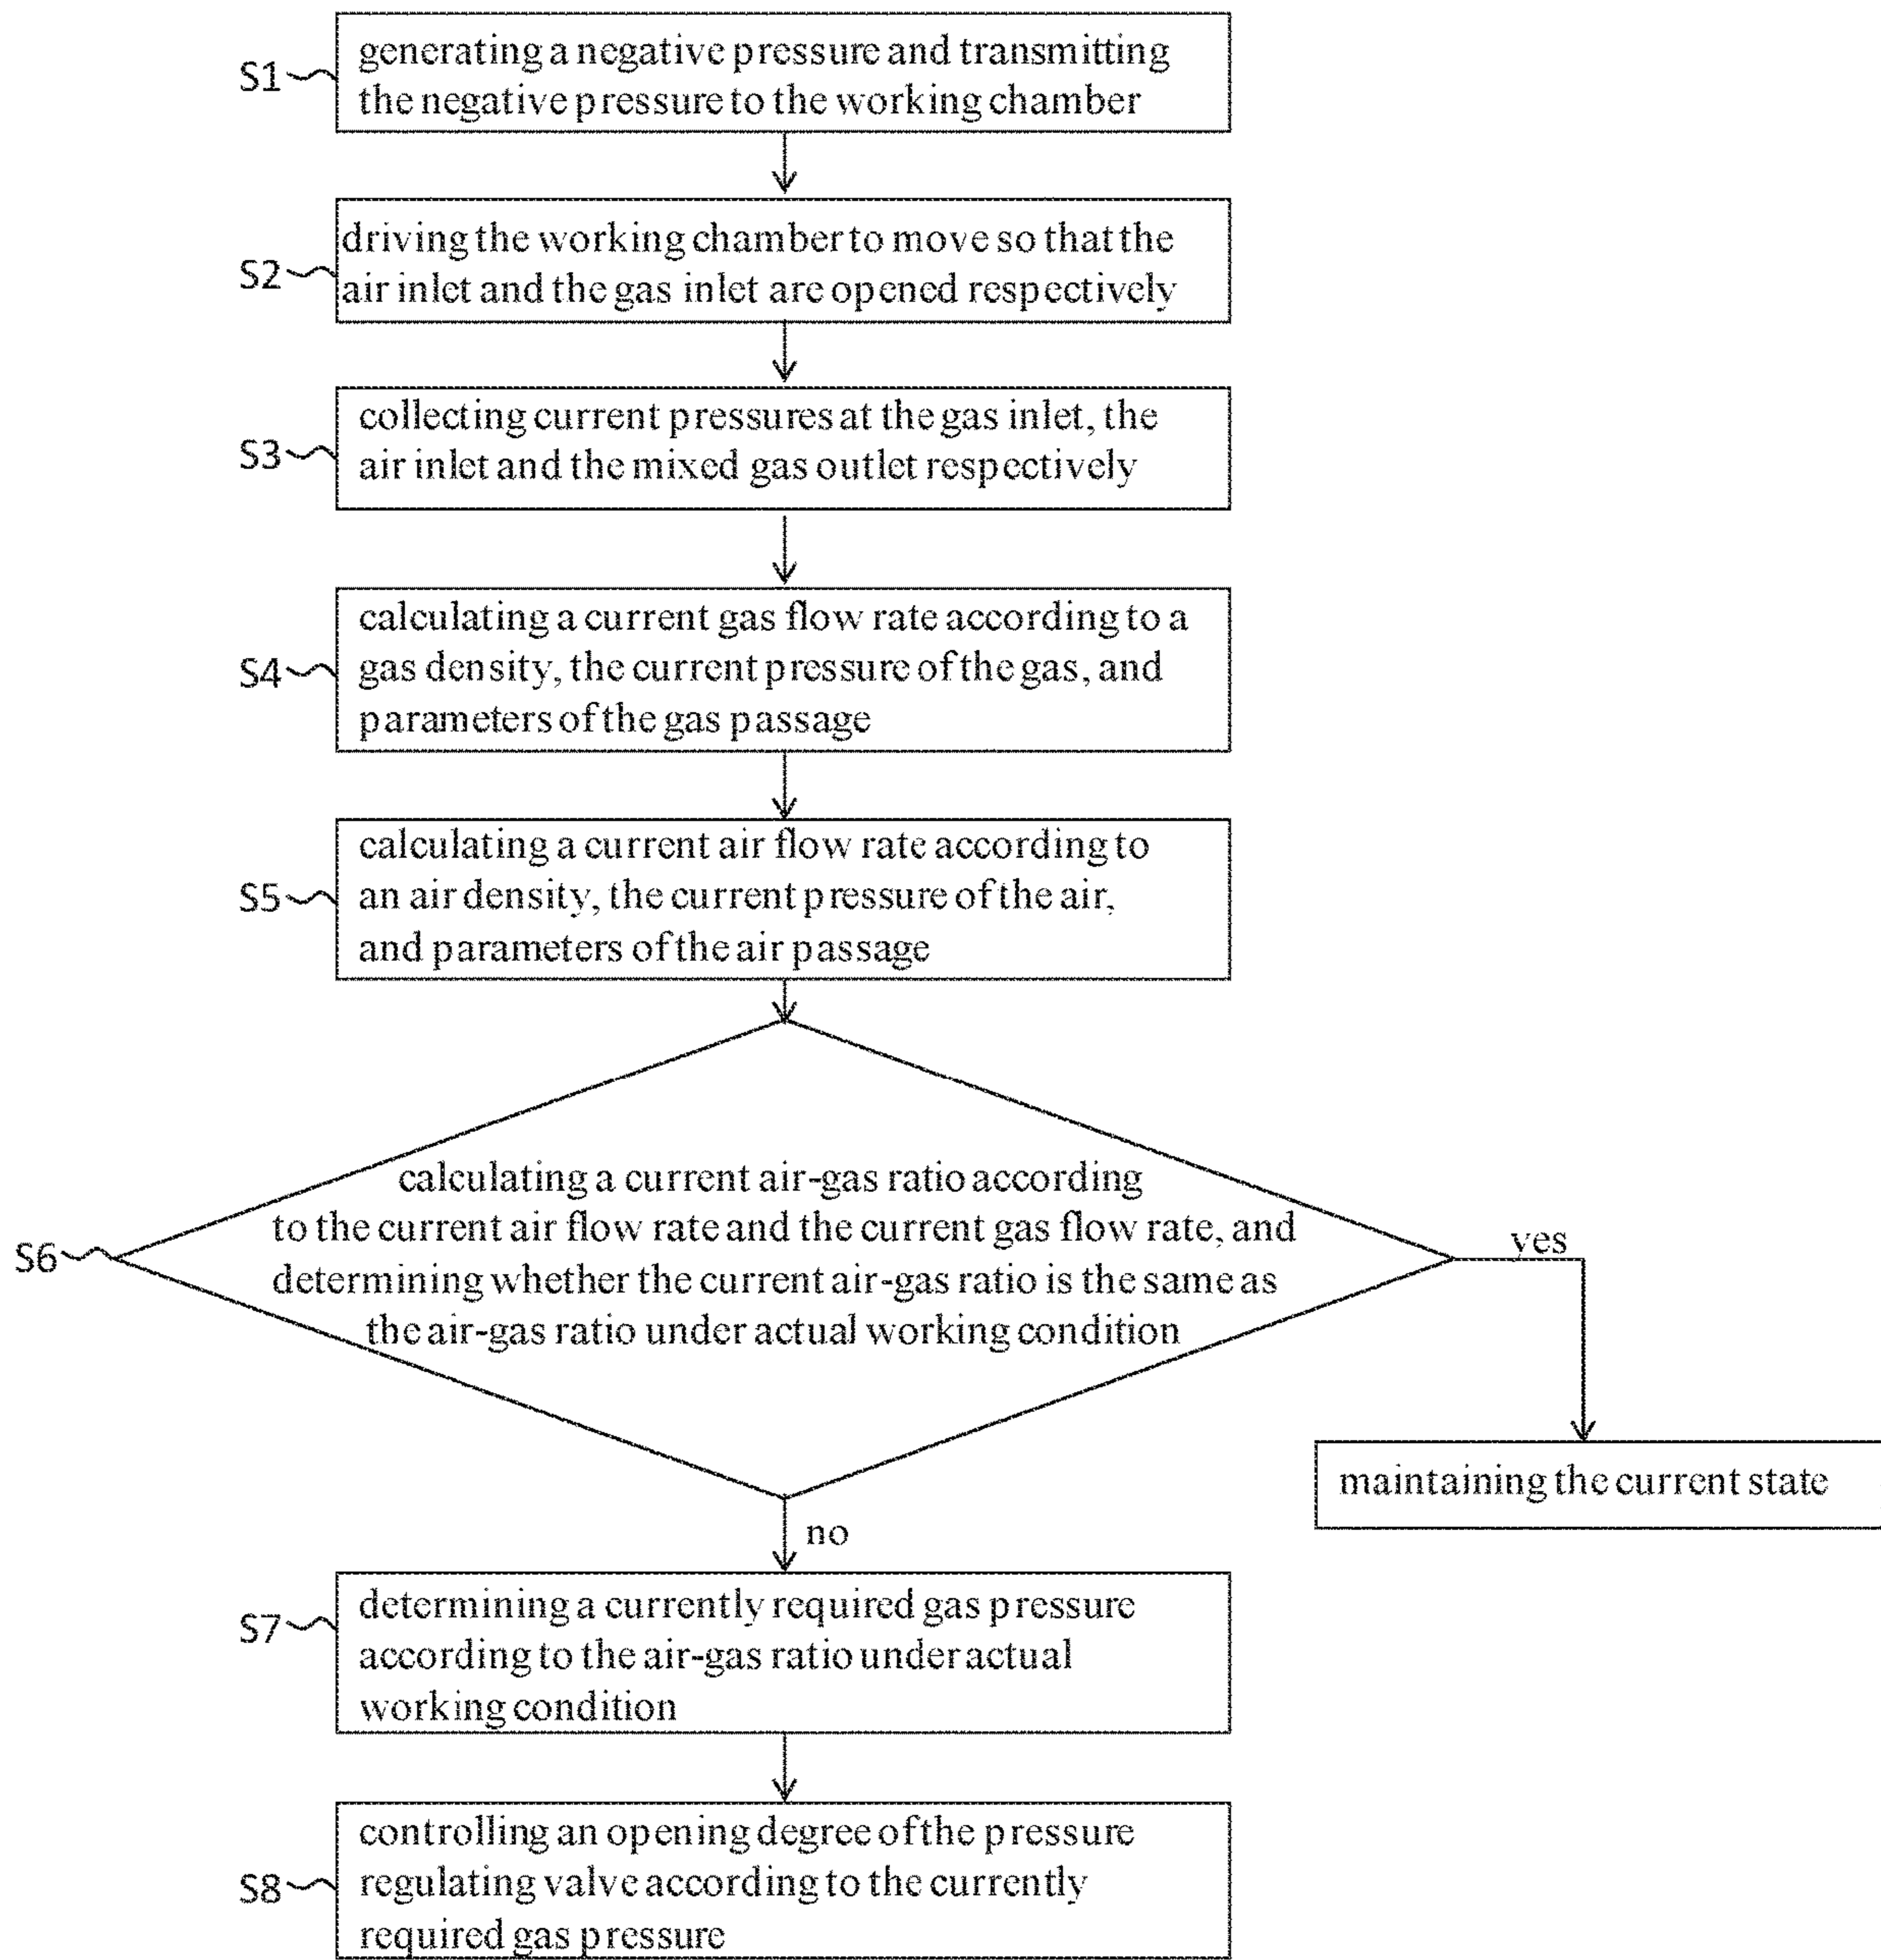 S1
generating a negative pressure and transmitting
the negative pressure to the working chamber
S2
driving the working chamber to move so that the
air inlet and the gas inlet are opened respectively
S3
collecting current pressures at the gas inlet, the
air inlet and the mixed gas outlet respectively
S4
calculating a current gas flow rate according to a
gas density, the current pressure of the gas, and
parameters of the gas passage
S5
calculating a current air flow rate according to
an air density, the current pressure of the air,
and parameters of the air passage
S6
calculating a current air-gas ratio according
to the current air flow rate and the current gas flow rate, and
determining whether the current air-gas ratio is the same as
the air-gas ratio under actual working condition
yes
maintaining the current state
no
S7
determining a currently required gas pressure
according to the air-gas ratio under actual
working condition
S8
controlling an opening degree of the pressure
regulating valve according to the currently
required gas pressure